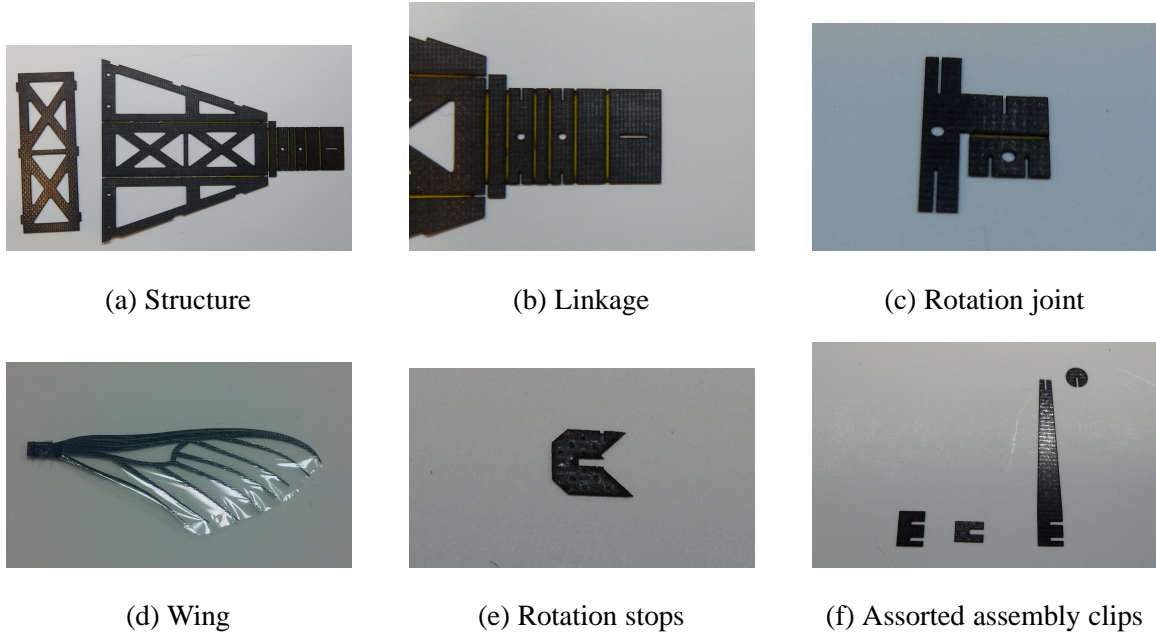 (a) Structure
(b) Linkage
(c) Rotation joint
(d) Wing
(e) Rotation stops
(f) Assorted assembly clips